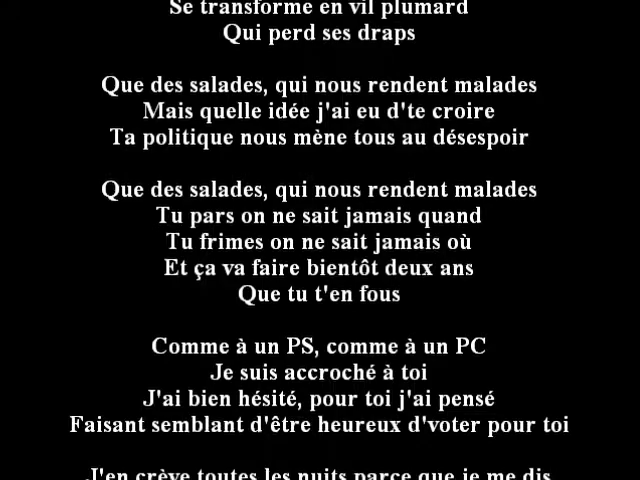 Se transforme en vil plumard
Qui perd ses draps
Que des salades, qui nous rendent malades
Mais quelle idée j'ai eu d'te croire
Ta politique nous mène tous au désespoir
Que des salades, qui nous rendent malades
Tu pars on ne sait jamais quand
Tu frimes on ne sait jamais où
Et ça va faire bientôt deux ans
Que tu t'en fous
Comme à un PS, comme à un PC
Je suis accroché à toi
J'ai bien hésité, pour toi j'ai pensé
Faisant semblant d'être heureux d'voter pour toi
J'en crève toutes les nuits parce que je me dis